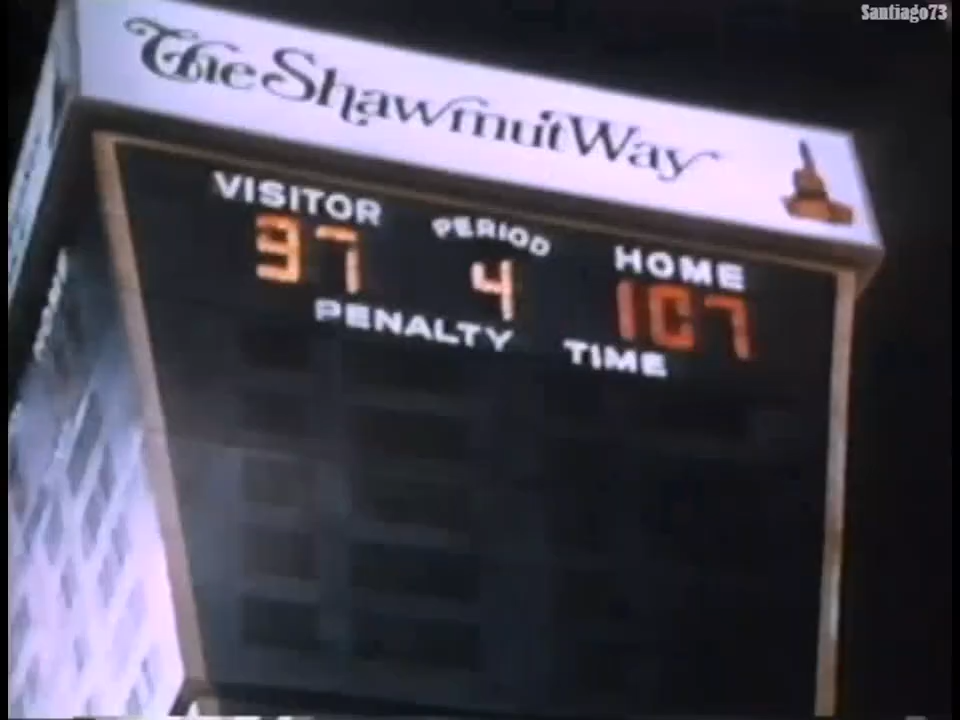 Santiago73
The Shawmut Way
VISITOR PERIOD HOME
97 4 107
PENALTY TIME